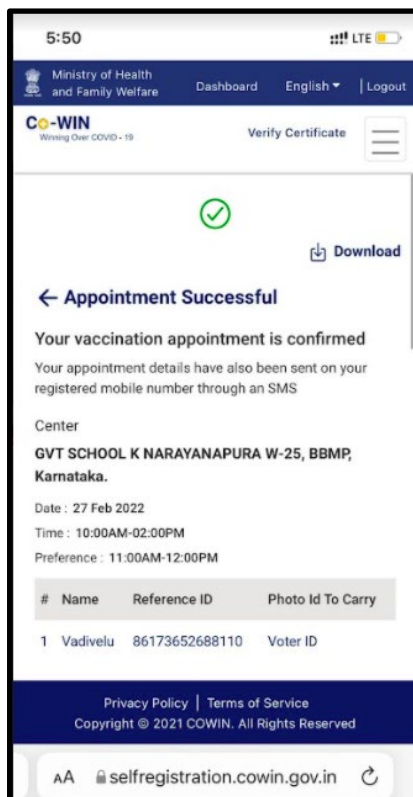 5:50
LTE
Ministry of Health
and Family Welfare
Dashboard
English
Logout
Co-WIN
Winning Over COVID - 19
Verify Certificate
Download
← Appointment Successful
Your vaccination appointment is confirmed
Your appointment details have also been sent on your
registered mobile number through an SMS
Center
GVT SCHOOL K NARAYANAPURA W-25, BBMP,
Karnataka.
Date : 27 Feb 2022
Time : 10:00AM-02:00PM
Preference : 11:00AM-12:00PM
# Name Reference ID Photo Id To Carry
1 Vadivelu 86173652688110 Voter ID
Privacy Policy | Terms of Service
Copyright © 2021 COWIN. All Rights Reserved
AA selfregistration.cowin.gov.in